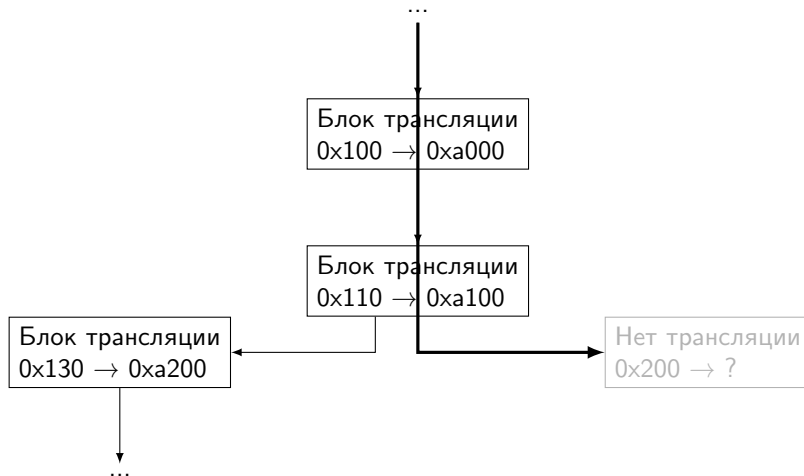 ...
Блок трансляции
0x100 → 0xa000
Блок трансляции
0x110 → 0xa100
Блок трансляции
0x130 → 0xa200
Нет трансляции
0x200 → ?
...